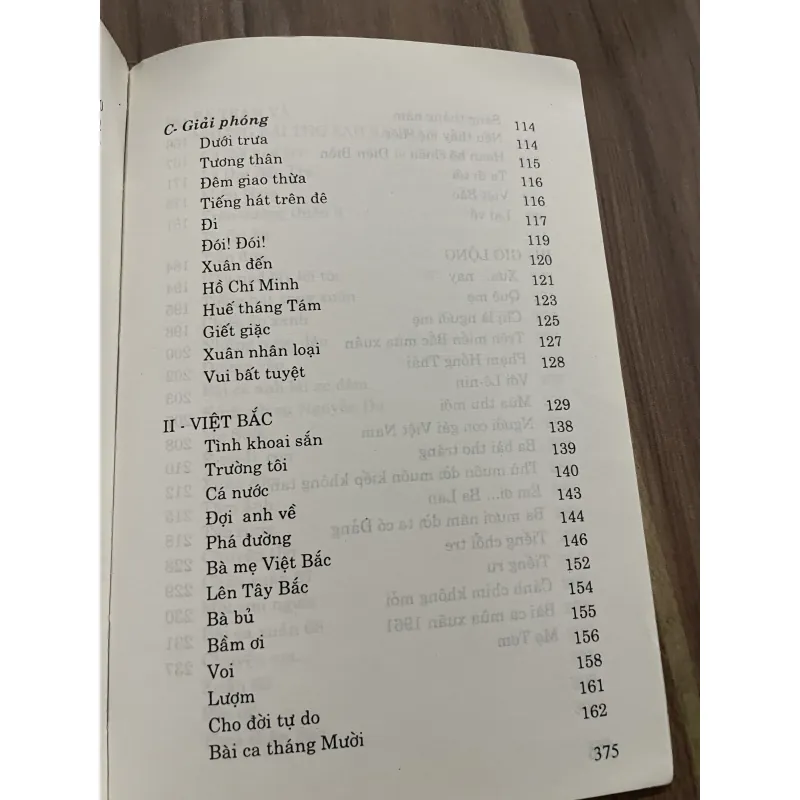 C- Giải phóng 114
Dưới trưa 114
Tương thân 115
Đêm giao thừa 116
Tiếng hát trên đê 116
Đi 117
Đói! Đói! 119
Xuân đến 120
Hồ Chí Minh 121
Huế tháng Tám 123
Giết giặc 125
Xuân nhân loại 127
Vui bất tuyệt 128
II - VIỆT BẮC 129
Tình khoai sắn 138
Trường tôi 139
Cá nước 140
Đợi anh về 143
Phá đường 144
Bà mẹ Việt Bắc 146
Lên Tây Bắc 152
Bà bủ 154
Bầm ơi 155
Voi 156
Lượm 158
Cho đời tự do 161
Bài ca tháng Mười 162
375